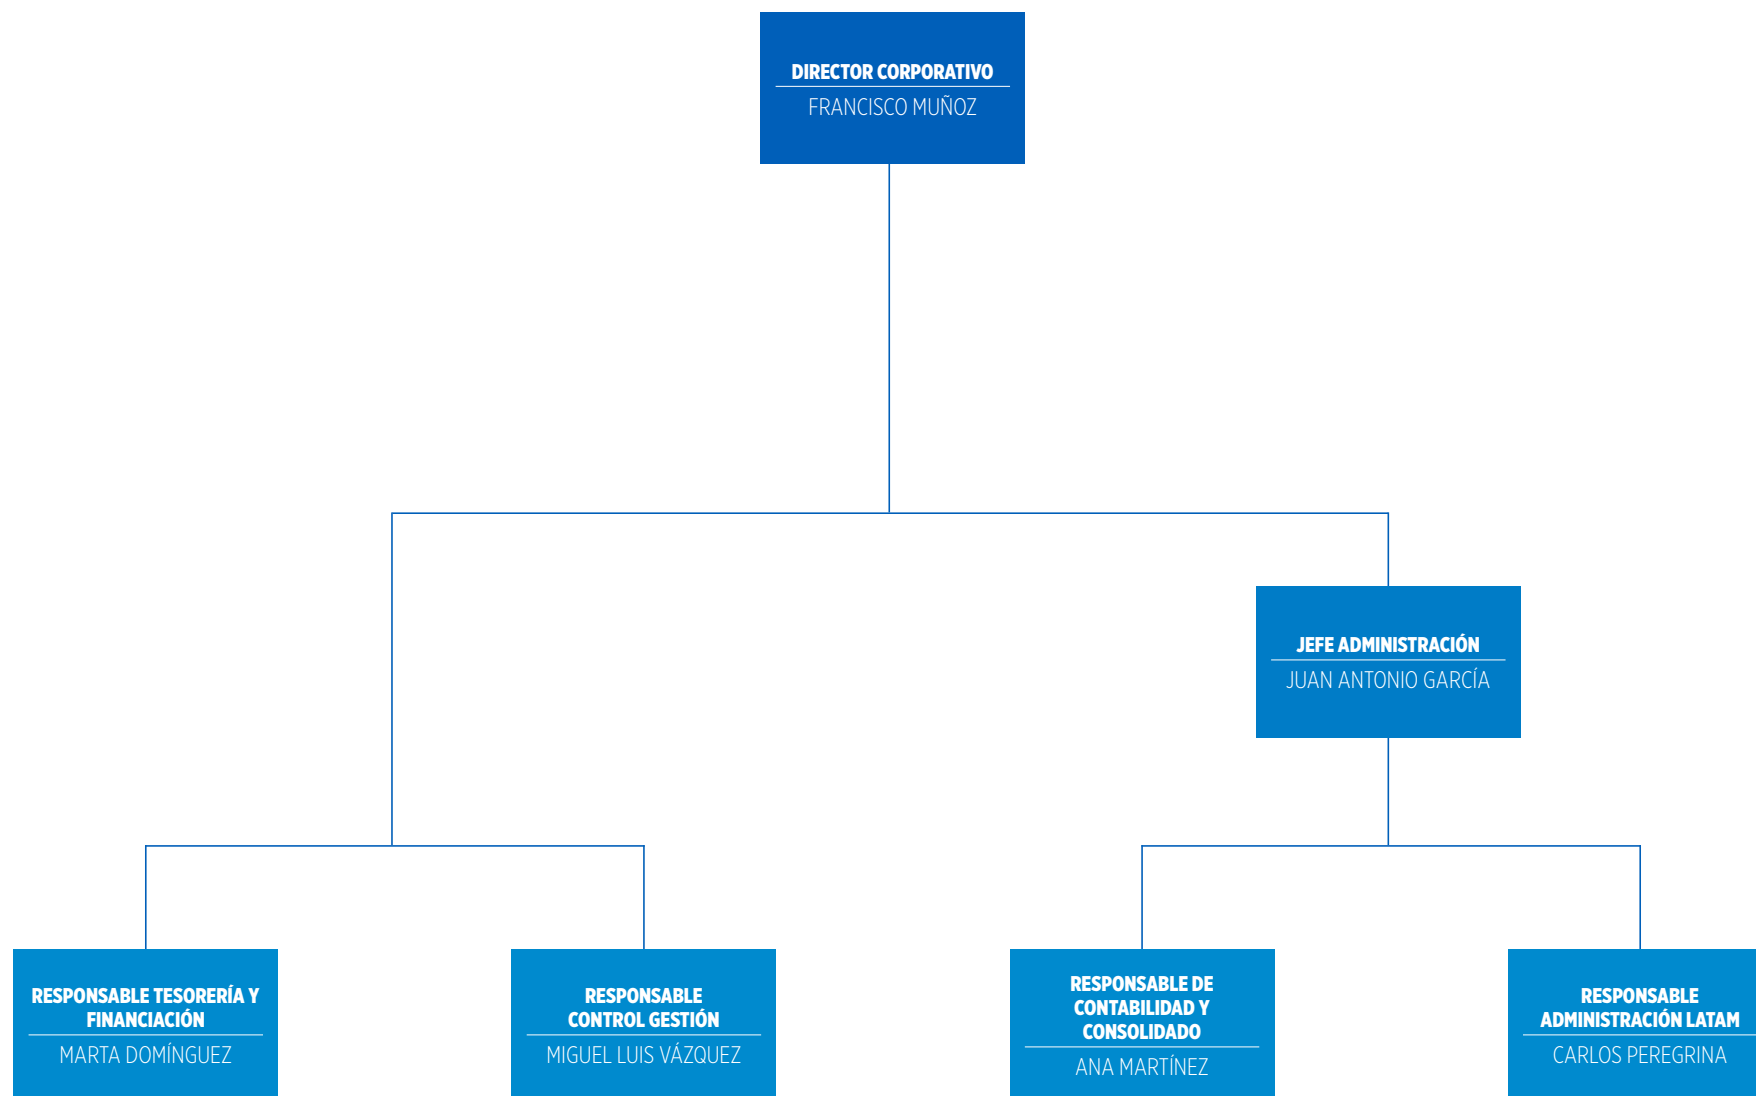 DIRECTOR CORPORATIVO
FRANCISCO MUÑOZ
JEFE ADMINISTRACIÓN
JUAN ANTONIO GARCÍA
RESPONSABLE TESORERÍA Y
FINANCIACIÓN
MARTA DOMÍNGUEZ
RESPONSABLE
CONTROL GESTIÓN
MIGUEL LUIS VÁZQUEZ
RESPONSABLE DE
CONTABILIDAD Y
CONSOLIDADO
ANA MARTÍNEZ
RESPONSABLE
ADMINISTRACIÓN LATAM
CARLOS PEREGRINA